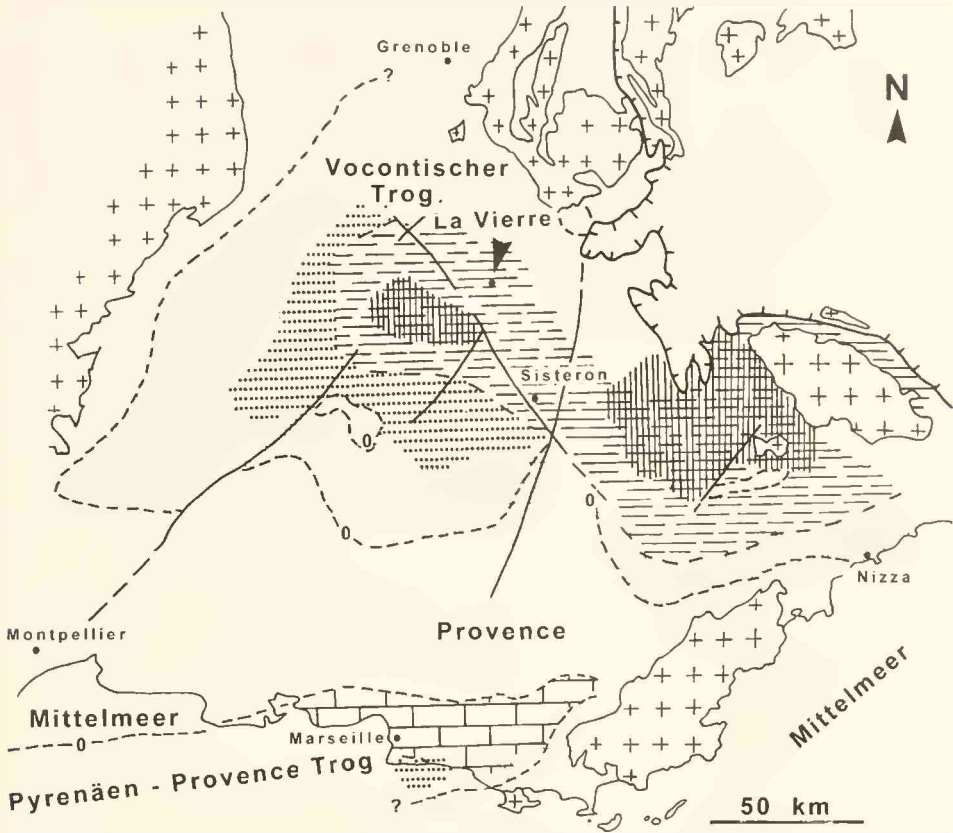 Grenoble
?
N
Vocontischer
Trog.
La Vierre
Sisteron
0
0
0
Nizza
Montpellier
Provence
Mittelmeer
Mittelmeer
0
Marseille
Pyrenäen - Provence Trog
?
50 km